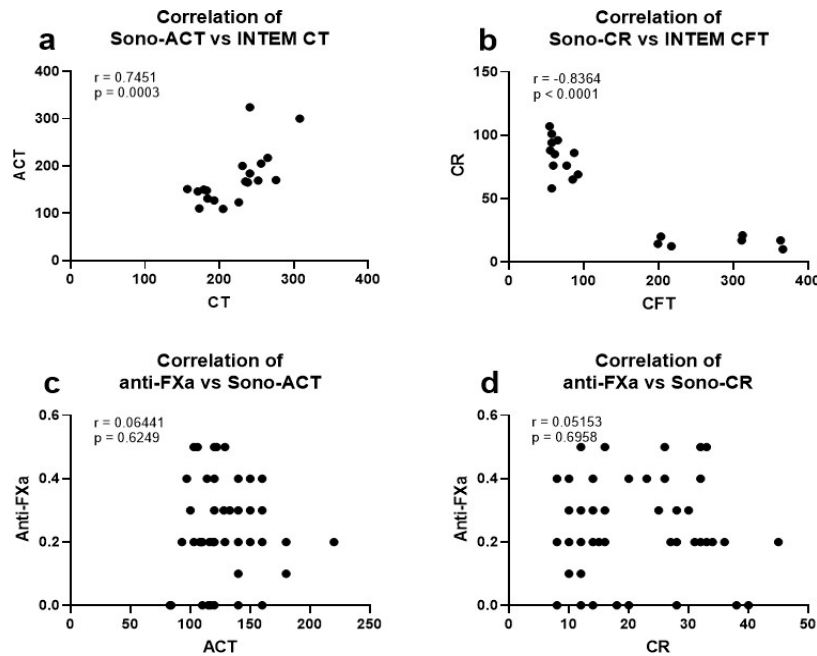 a
Correlation of
Sono-ACT vs INTEM CT
r = 0.7451
p = 0.0003
400
300
200
100
0
ACT
0 100 200 300 400
CT
b
Correlation of
Sono-CR vs INTEM CFT
r = -0.8364
p < 0.0001
150
100
50
0
CR
0 100 200 300 400
CFT
c
Correlation of
anti-FXa vs Sono-ACT
r = 0.06441
p = 0.6249
0.6
0.4
0.2
0.0
Anti-FXa
0 50 100 150 200 250
ACT
d
Correlation of
anti-FXa vs Sono-CR
r = 0.05153
p = 0.6958
0.6
0.4
0.2
0.0
Anti-FXa
0 10 20 30 40 50
CR